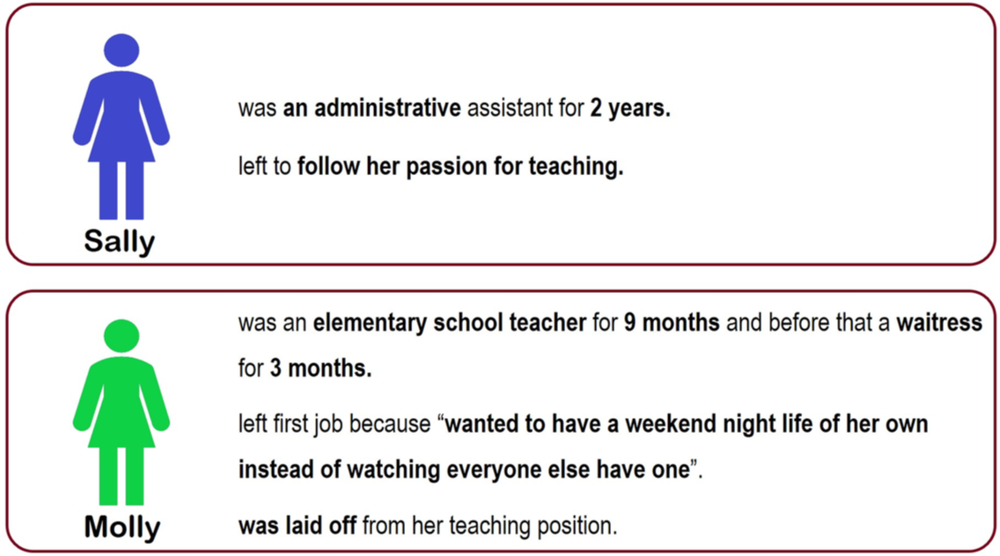 was an administrative assistant for 2 years.
left to follow her passion for teaching.
Sally
was an elementary school teacher for 9 months and before that a waitress
for 3 months.
left first job because “wanted to have a weekend night life of her own
instead of watching everyone else have one”.
was laid off from her teaching position.
Molly